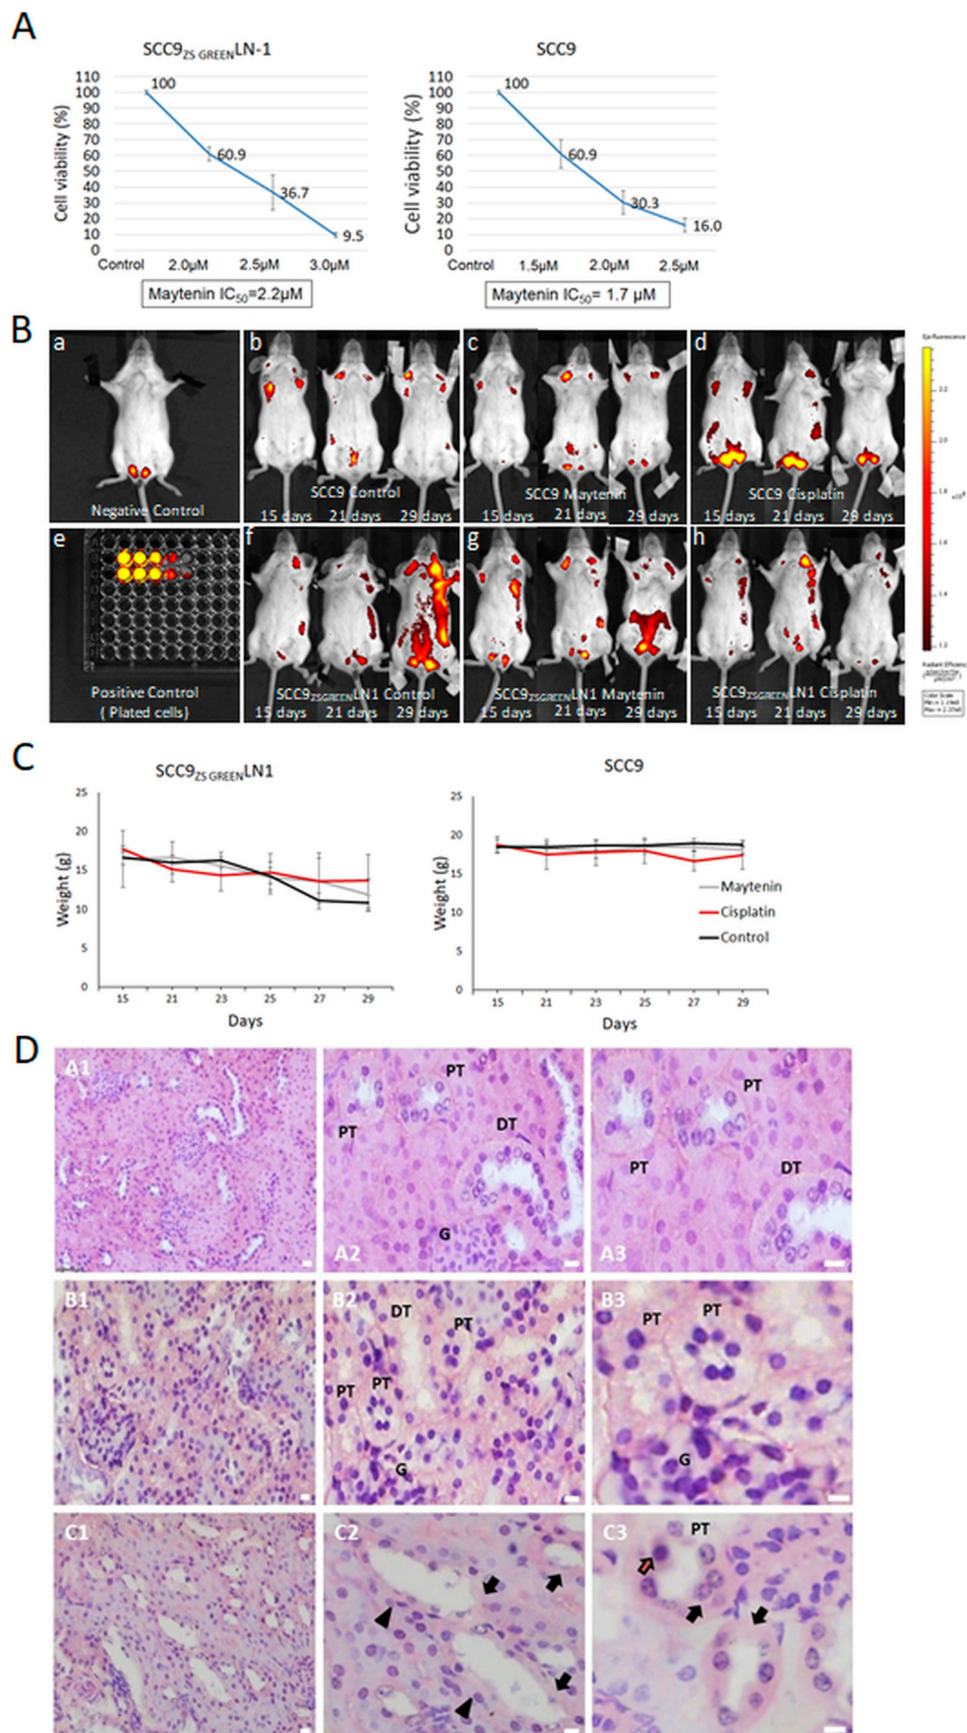 A
SCC9ZS GREENLN-1
SCC9
Cell viability (%)
110
100
90
80
70
60
50
40
30
20
10
0
100
60.9
36.7
9.5
Control 2.0µM 2.5µM 3.0µM
Maytenin IC50=2.2µM
Cell viability (%)
110
100
90
80
70
60
50
40
30
20
10
0
100
60.9
30.3
16.0
Control 1.5µM 2.0µM 2.5µM
Maytenin IC50= 1.7 µM
B
a
Negative Control
b
SCC9 Control
15 days 21 days 29 days
c
SCC9 Maytenin
15 days 21 days 29 days
d
SCC9 Cisplatin
15 days 21 days 29 days
e
Positive Control
( Plated cells)
f
SCC9ZSGREENLN1 Control
15 days 21 days 29 days
g
SCC9ZSGREENLN1 Maytenin
15 days 21 days 29 days
h
SCC9ZSGREENLN1 Cisplatin
15 days 21 days 29 days
Radiant Efficiency
Color Scale
C
SCC9ZS GREENLN1
Weight (g)
25
20
15
10
5
0
15 21 23 25 27 29
Days
SCC9
Weight (g)
25
20
15
10
5
0
Maytenin
Cisplatin
Control
15 21 23 25 27 29
Days
D
A1
PT
PT
DT
G
A2
PT
PT
DT
A3
B1
B2
DT
PT
PT
PT
G
B3
PT
PT
G
C1
C2
C3
PT